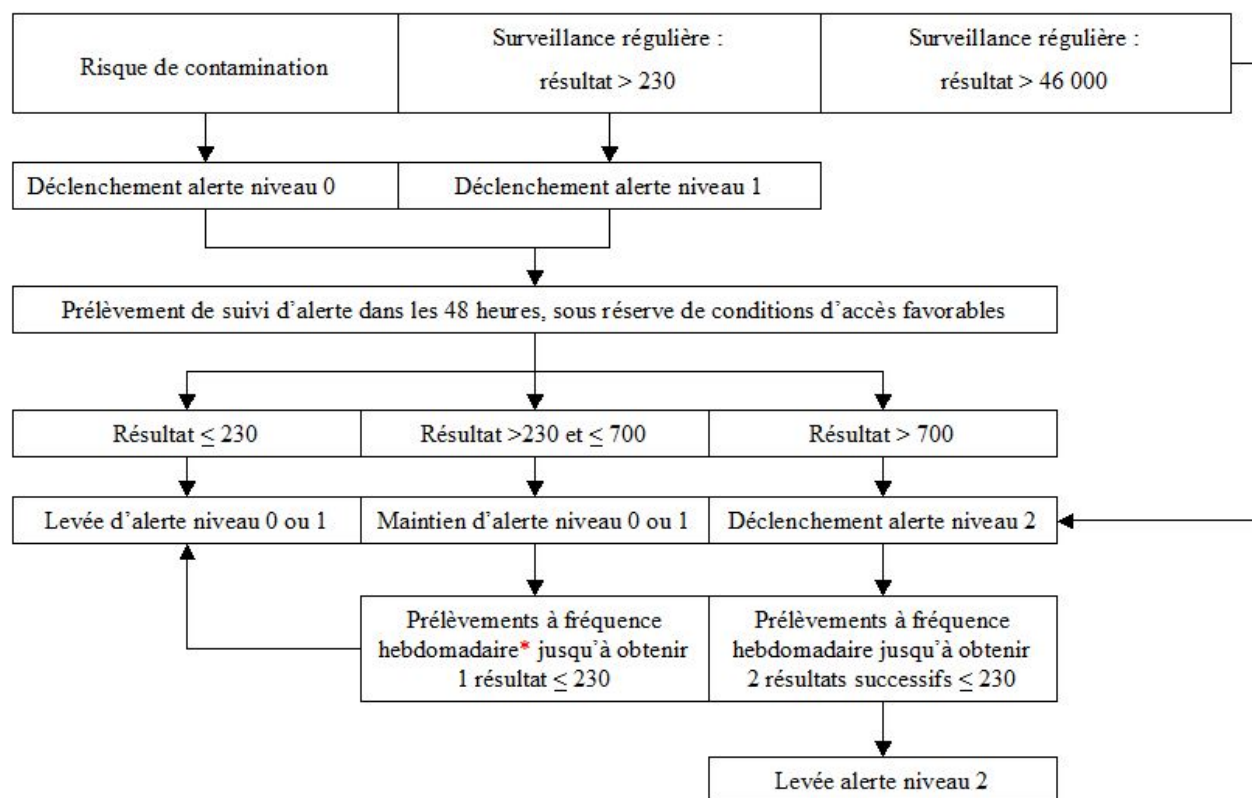 Risque de contamination
Surveillance régulière :
résultat > 230
Surveillance régulière :
résultat > 46 000
Déclenchement alerte niveau 0
Déclenchement alerte niveau 1
Prélèvement de suivi d’alerte dans les 48 heures, sous réserve de conditions d’accès favorables
Résultat ≤ 230
Résultat >230 et ≤ 700
Résultat > 700
Levée d’alerte niveau 0 ou 1
Maintien d’alerte niveau 0 ou 1
Déclenchement alerte niveau 2
Prélèvements à fréquence
hebdomadaire* jusqu’à obtenir
1 résultat ≤ 230
Prélèvements à fréquence
hebdomadaire jusqu’à obtenir
2 résultats successifs ≤ 230
Levée alerte niveau 2